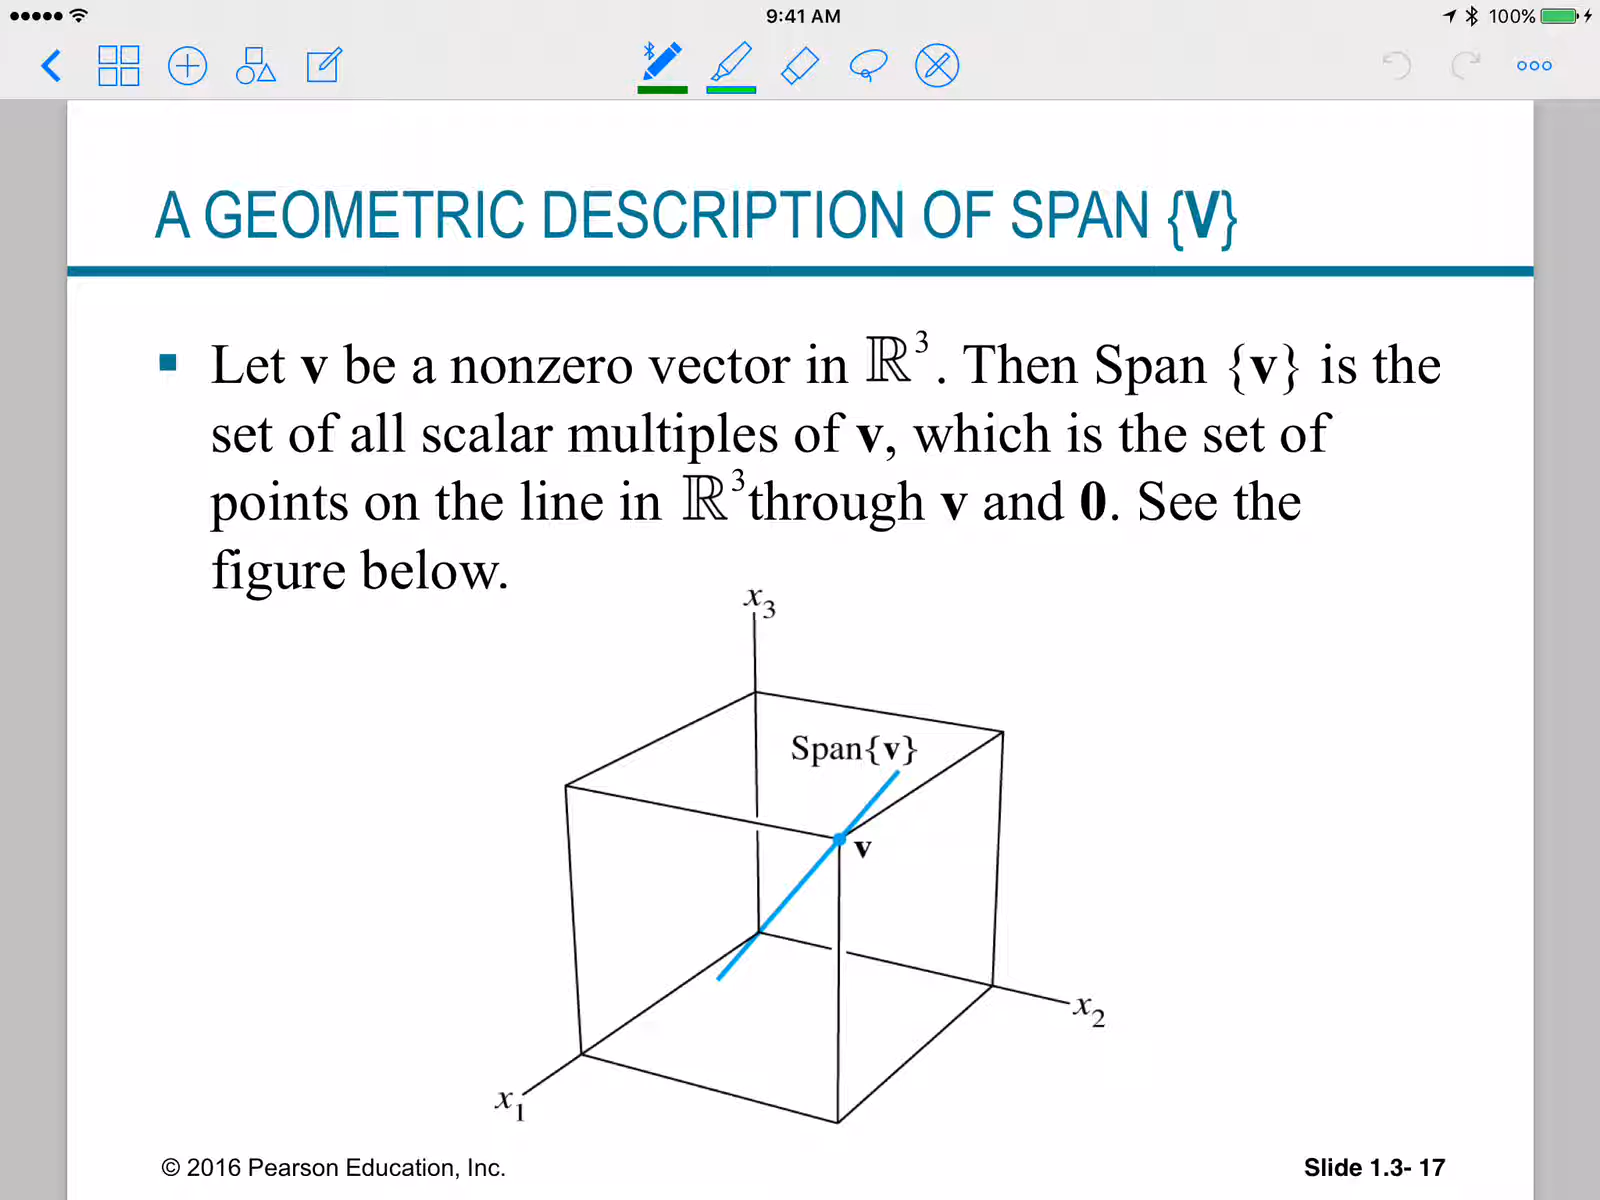 9:41 AM
100%
A GEOMETRIC DESCRIPTION OF SPAN {V}
Let v be a nonzero vector in ℝ³. Then Span {v} is the
set of all scalar multiples of v, which is the set of
points on the line in ℝ³through v and 0. See the
figure below.
x₃
Span{v}
v
x₂
x₁
© 2016 Pearson Education, Inc.
Slide 1.3- 17